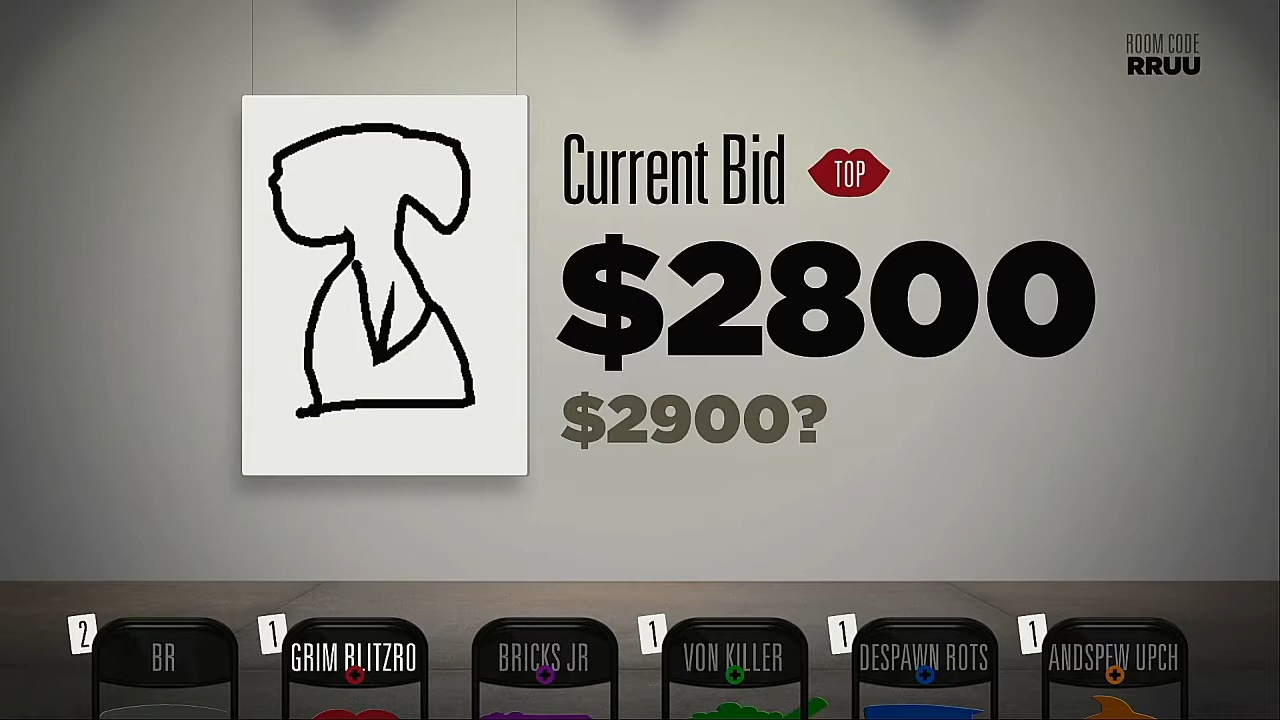 ROOM CODE
RRUU
Current Bid TOP
$2800
$2900?
2 BR
1 GRIM BLITZRO
BRICKS JR
1 VON KILLER
1 DESPAWN ROTS
1 ANDSPEW UPCH